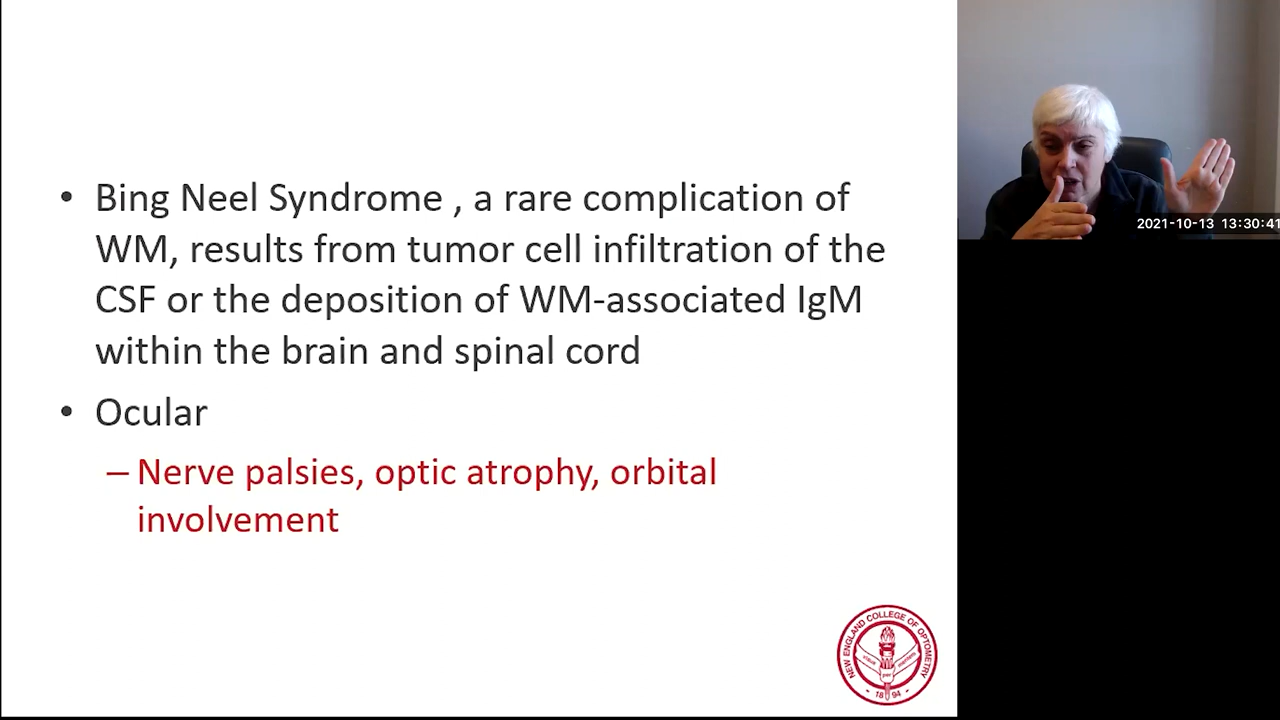 • Bing Neel Syndrome , a rare complication of
WM, results from tumor cell infiltration of the
CSF or the deposition of WM-associated IgM
within the brain and spinal cord
• Ocular
– Nerve palsies, optic atrophy, orbital
involvement
2021-10-13 13:30:41
NEW ENGLAND COLLEGE OF OPTOMETRY
1894